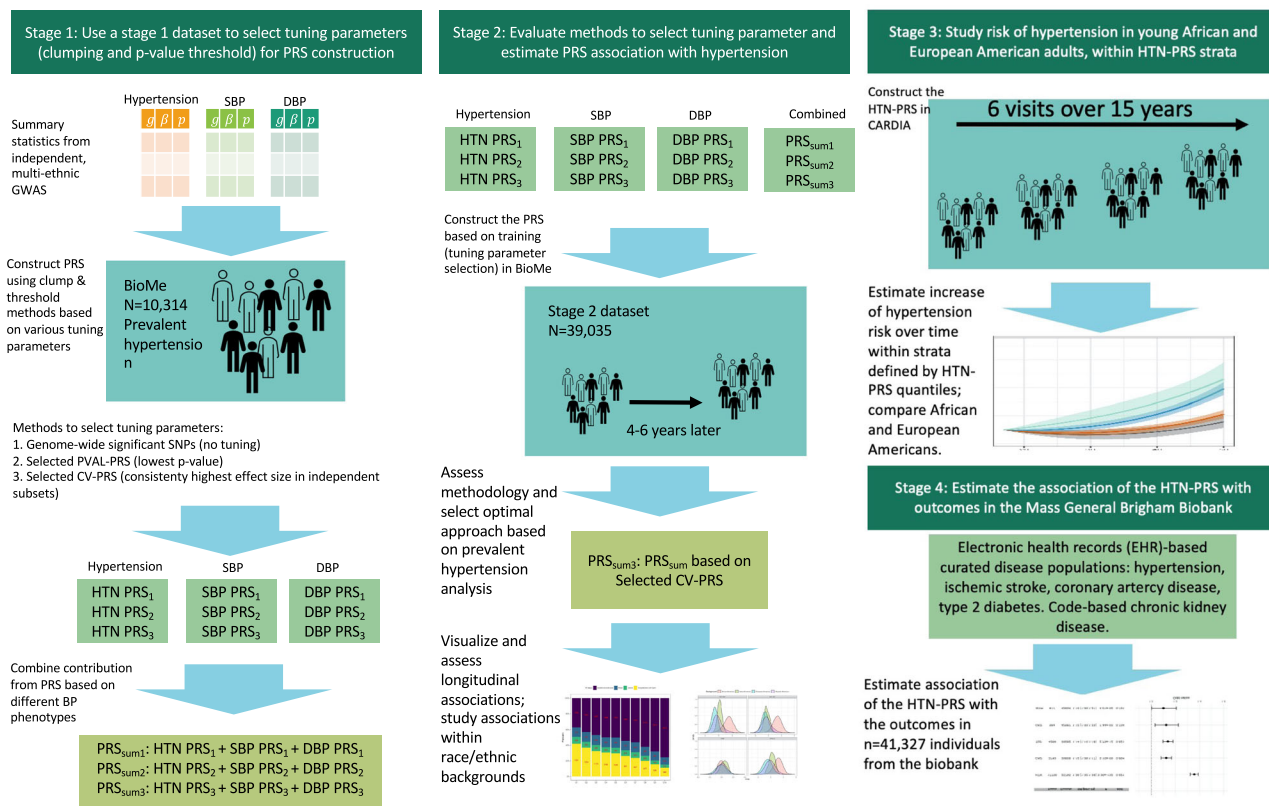 Stage 1: Use a stage 1 dataset to select tuning parameters
(clumping and p-value threshold) for PRS construction
Hypertension
SBP
DBP
g β p
g β p
g β p
Summary
statistics from
independent,
multi-ethnic
GWAS
Construct PRS
using clump &
threshold
methods based
on various tuning
parameters
BioMe
N=10,314
Prevalent
hypertensio
n
Methods to select tuning parameters:
1. Genome-wide significant SNPs (no tuning)
2. Selected PVAL-PRS (lowest p-value)
3. Selected CV-PRS (consistenty highest effect size in independent
subsets)
Hypertension
SBP
DBP
HTN PRS1
HTN PRS2
HTN PRS3
SBP PRS1
SBP PRS2
SBP PRS3
DBP PRS1
DBP PRS2
DBP PRS3
Combine contribution
from PRS based on
different BP
phenotypes
PRSsum1: HTN PRS1 + SBP PRS1 + DBP PRS1
PRSsum2: HTN PRS2 + SBP PRS2 + DBP PRS2
PRSsum3: HTN PRS3 + SBP PRS3 + DBP PRS3
Stage 2: Evaluate methods to select tuning parameter and
estimate PRS association with hypertension
Hypertension
SBP
DBP
Combined
HTN PRS1
HTN PRS2
HTN PRS3
SBP PRS1
SBP PRS2
SBP PRS3
DBP PRS1
DBP PRS2
DBP PRS3
PRSsum1
PRSsum2
PRSsum3
Construct the PRS
based on training
(tuning parameter
selection) in BioMe
Stage 2 dataset
N=39,035
4-6 years later
Assess
methodology and
select optimal
approach based
on prevalent
hypertension
analysis
PRSsum3: PRSsum based on
Selected CV-PRS
Visualize and
assess
longitudinal
associations;
study associations
within
race/ethnic
backgrounds
Stage 3: Study risk of hypertension in young African and
European American adults, within HTN-PRS strata
Construct the
HTN-PRS in
CARDIA
6 visits over 15 years
Estimate increase
of hypertension
risk over time
within strata
defined by HTN-
PRS quantiles;
compare African
and European
Americans.
Stage 4: Estimate the association of the HTN-PRS with
outcomes in the Mass General Brigham Biobank
Electronic health records (EHR)-based
curated disease populations: hypertension,
ischemic stroke, coronary artercy disease,
type 2 diabetes. Code-based chronic kidney
disease.
Estimate association
of the HTN-PRS with
the outcomes in
n=41,327 individuals
from the biobank